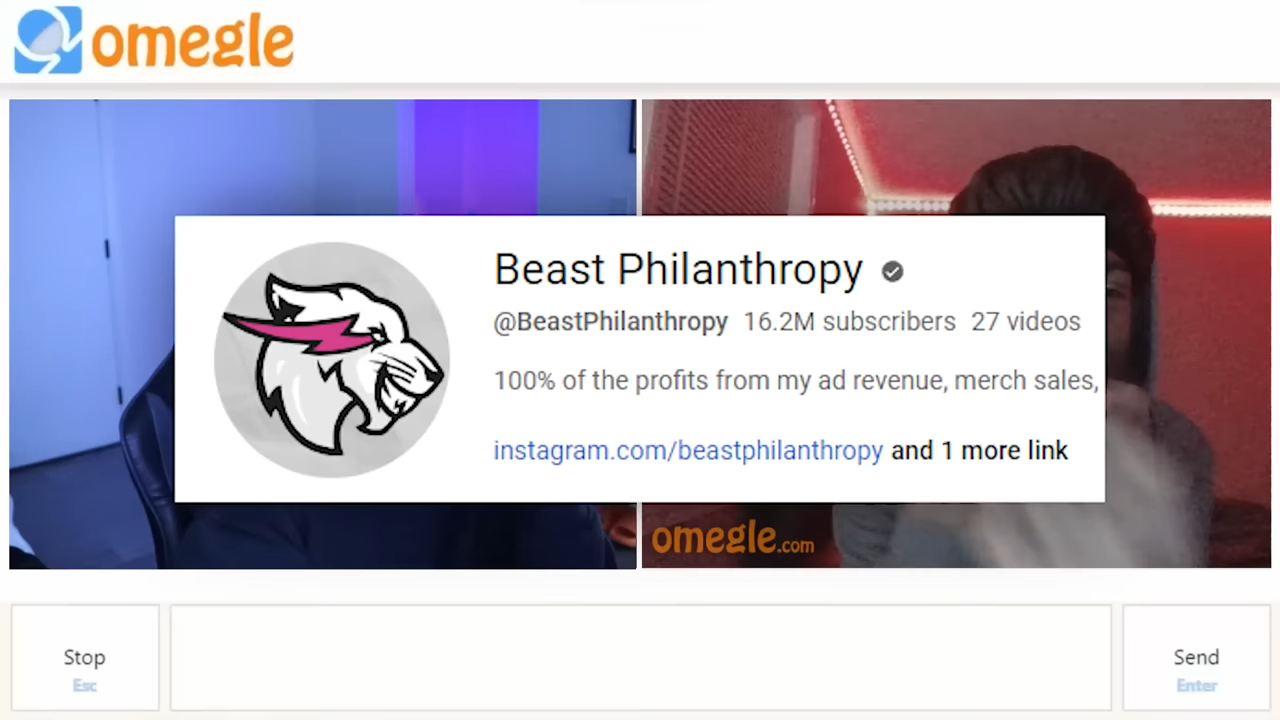 omegle
Beast Philanthropy
@BeastPhilanthropy 16.2M subscribers 27 videos
100% of the profits from my ad revenue, merch sales,
instagram.com/beastphilanthropy and 1 more link
omegle.com
Stop
Esc
Send
Enter